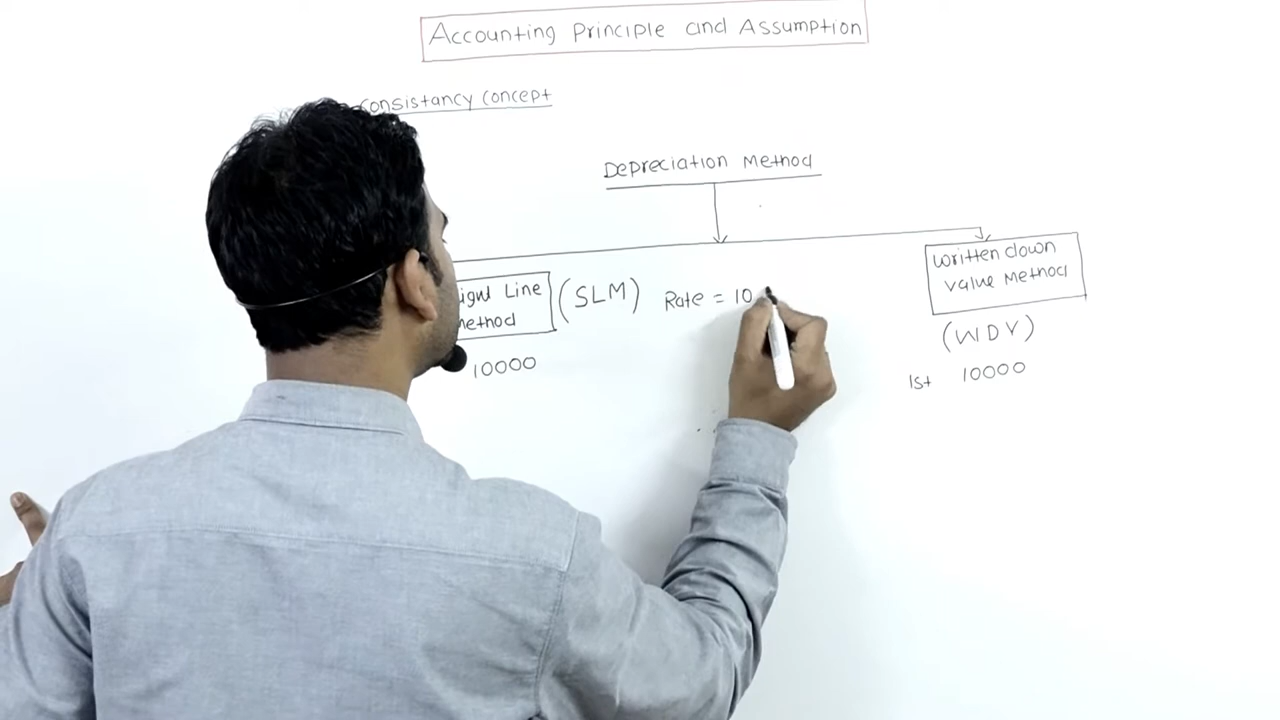 Accounting Principle and Assumption
consistancy concept
Depreciation Method
Line
method
(SLM)
Rate = 10
10000
written down
value Method
(WDV)
1st 10000